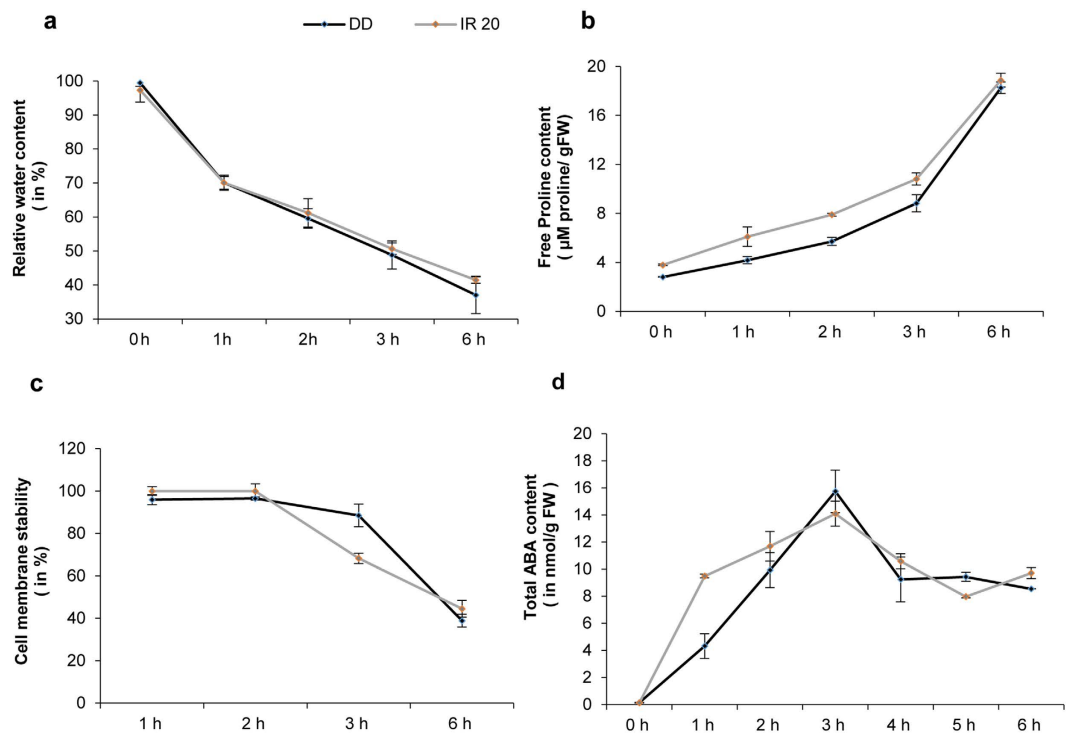 a
DD
IR 20
Relative water content
( in %)
100
90
80
70
60
50
40
30
0 h
1h
2h
3 h
6 h
b
Free Proline content
( µM proline/ gFW)
20
16
12
8
4
0
0 h
1 h
2 h
3 h
6 h
c
Cell membrane stability
( in %)
120
100
80
60
40
20
0
1 h
2 h
3 h
6 h
d
Total ABA content
( in nmol/g FW)
20
18
16
14
12
10
8
6
4
2
0
0 h
1 h
2 h
3 h
4 h
5 h
6 h